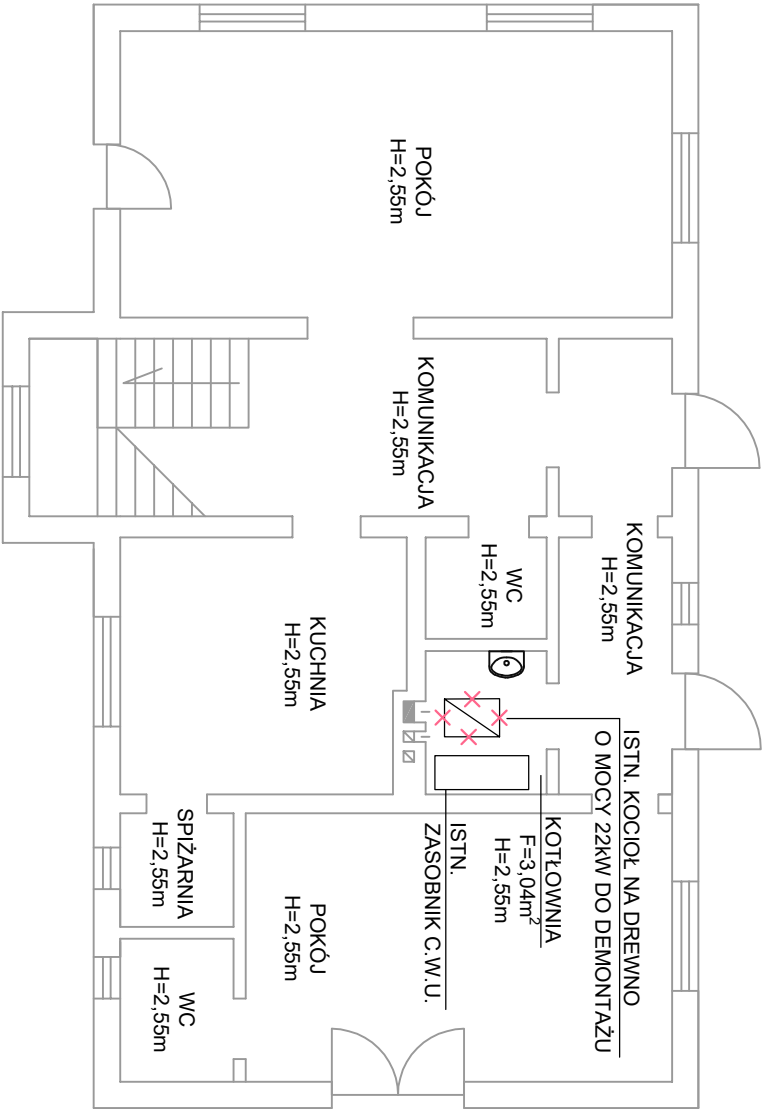 POKÓJ
H=2,55m
KOMUNIKACJA
H=2,55m
KOMUNIKACJA
H=2,55m
WC
H=2,55m
KUCHNIA
H=2,55m
ISTN. KOCIOŁ NA DREWNO
O MOCY 22kW DO DEMONTAŻU
KOTŁOWNIA
F=3,04m²
H=2,55m
ISTN.
ZASOBNIK C.W.U.
SPIŻARNIA
H=2,55m
POKÓJ
H=2,55m
WC
H=2,55m